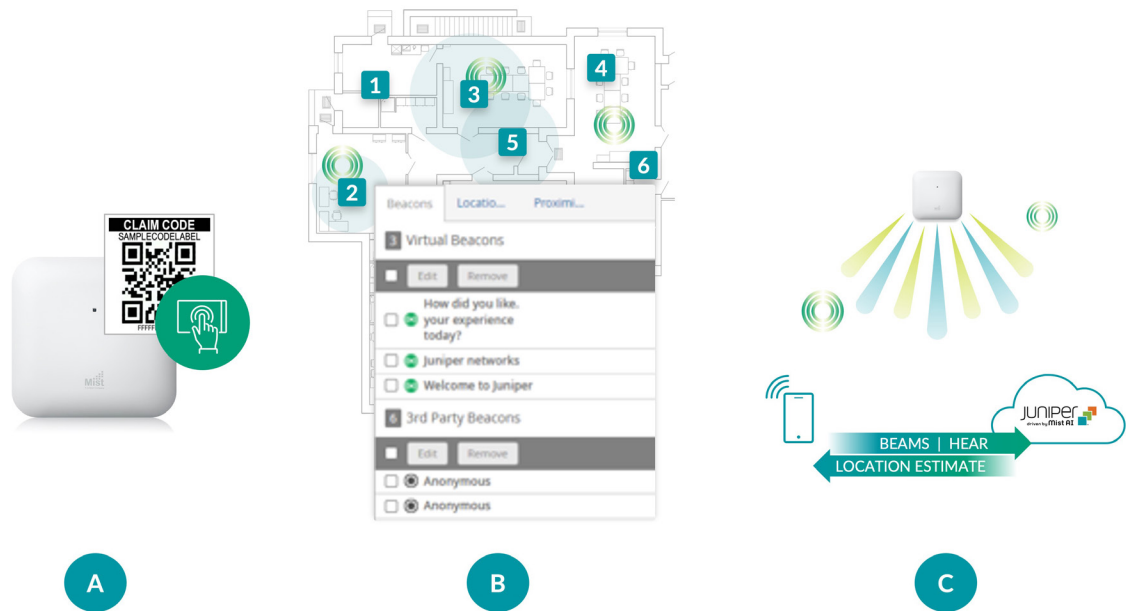 CLAIM CODE
SAMPLECODELABEL
Mist
1
2
3
4
5
6
Beacons
Locatio...
Proximi...
3 Virtual Beacons
Edit
Remove
How did you like.
your experience
today?
Juniper networks
Welcome to Juniper
6 3rd Party Beacons
Edit
Remove
Anonymous
Anonymous
JUNIPer
driven by Mist AI
BEAMS | HEAR
LOCATION ESTIMATE
A
B
C